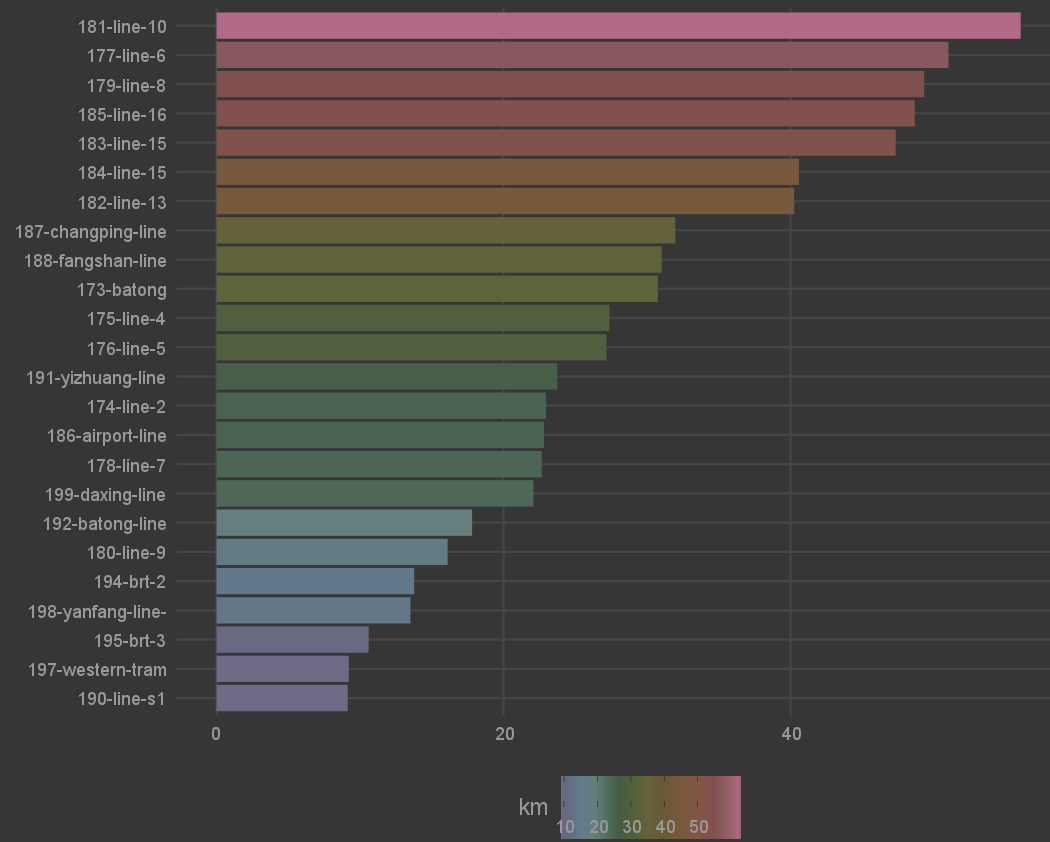 181-line-10
177-line-6
179-line-8
185-line-16
183-line-15
184-line-15
182-line-13
187-changping-line
188-fangshan-line
173-batong
175-line-4
176-line-5
191-yizhuang-line
174-line-2
186-airport-line
178-line-7
199-daxing-line
192-batong-line
180-line-9
194-brt-2
198-yanfang-line-
195-brt-3
197-western-tram
190-line-s1
0 20 40
km
10 20 30 40 50